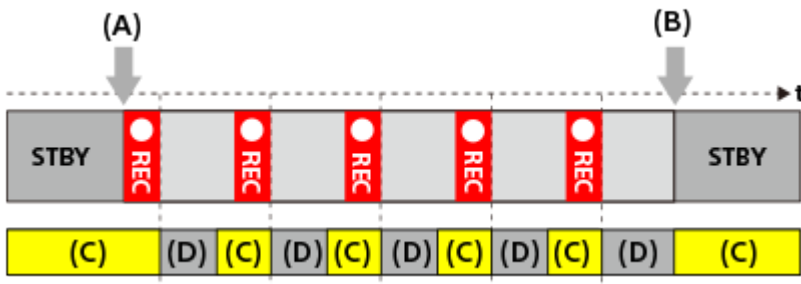 (A) (B)
t
STBY REC REC REC REC REC STBY
(C) (D) (C) (D) (C) (D) (C) (D) (C) (D) (C)